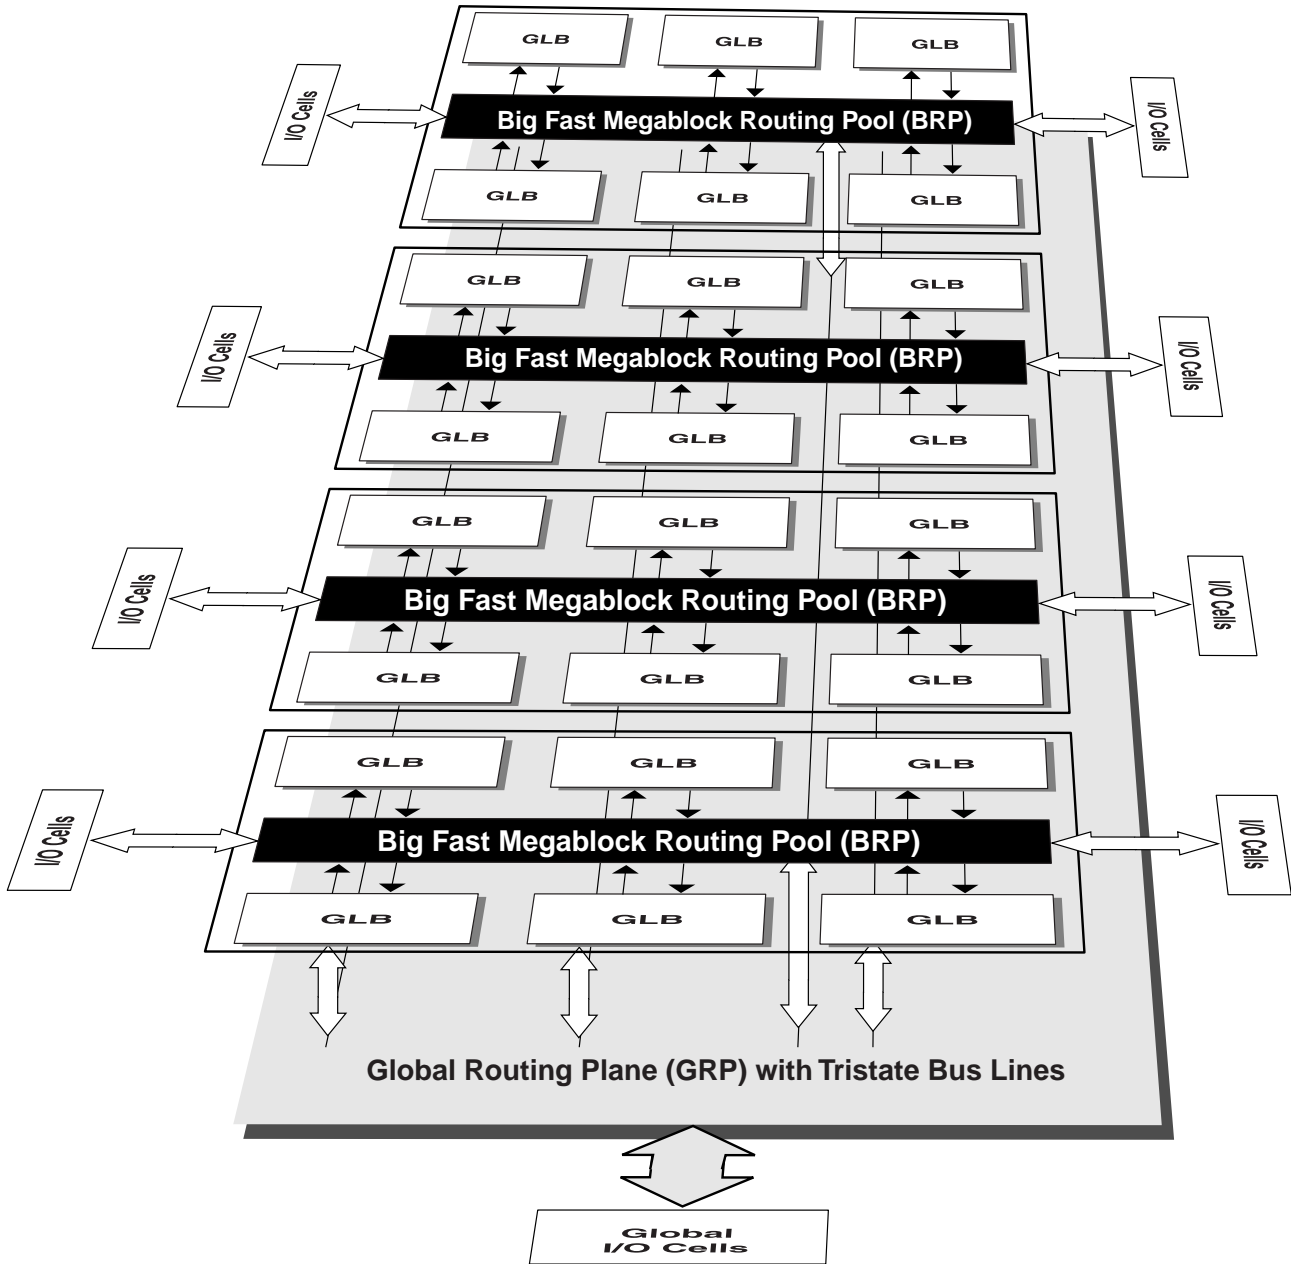 GLB
GLB
GLB
I/O Cells
Big Fast Megablock Routing Pool (BRP)
I/O Cells
GLB
GLB
GLB
GLB
GLB
GLB
I/O Cells
Big Fast Megablock Routing Pool (BRP)
I/O Cells
GLB
GLB
GLB
GLB
GLB
GLB
I/O Cells
Big Fast Megablock Routing Pool (BRP)
I/O Cells
GLB
GLB
GLB
GLB
GLB
GLB
I/O Cells
Big Fast Megablock Routing Pool (BRP)
I/O Cells
GLB
GLB
GLB
Global Routing Plane (GRP) with Tristate Bus Lines
Global
I/O Cells